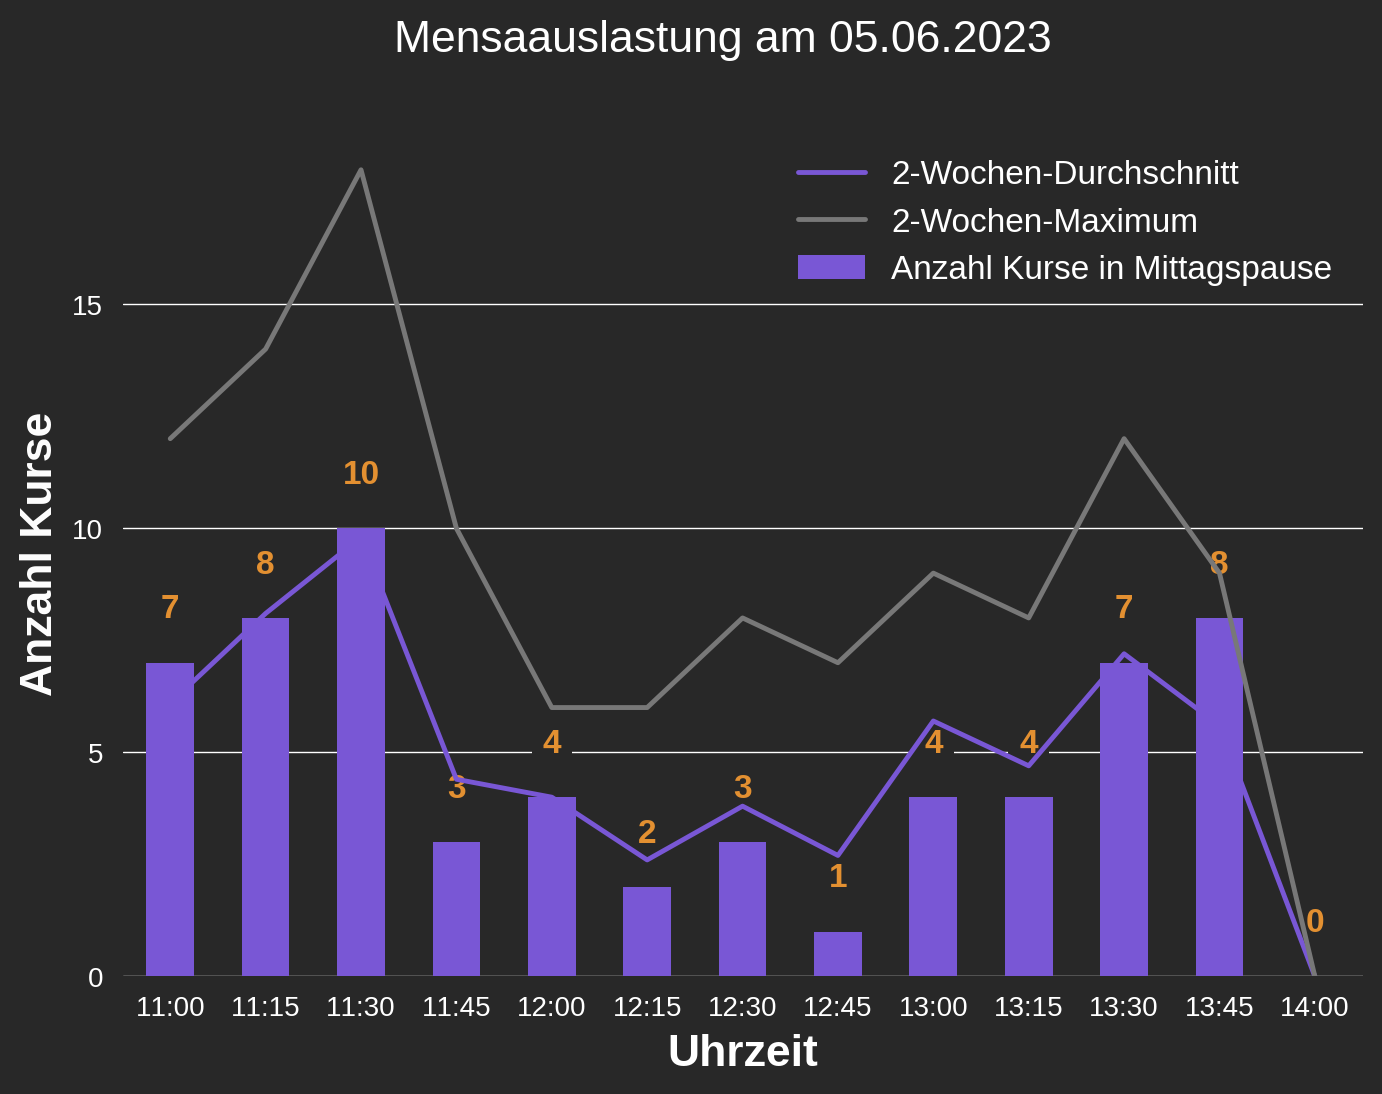 Mensaauslastung am 05.06.2023
2-Wochen-Durchschnitt
2-Wochen-Maximum
Anzahl Kurse in Mittagspause
Anzahl Kurse
15
10
5
0
7
8
10
3
4
2
3
1
4
4
7
8
0
11:00 11:15 11:30 11:45 12:00 12:15 12:30 12:45 13:00 13:15 13:30 13:45 14:00
Uhrzeit